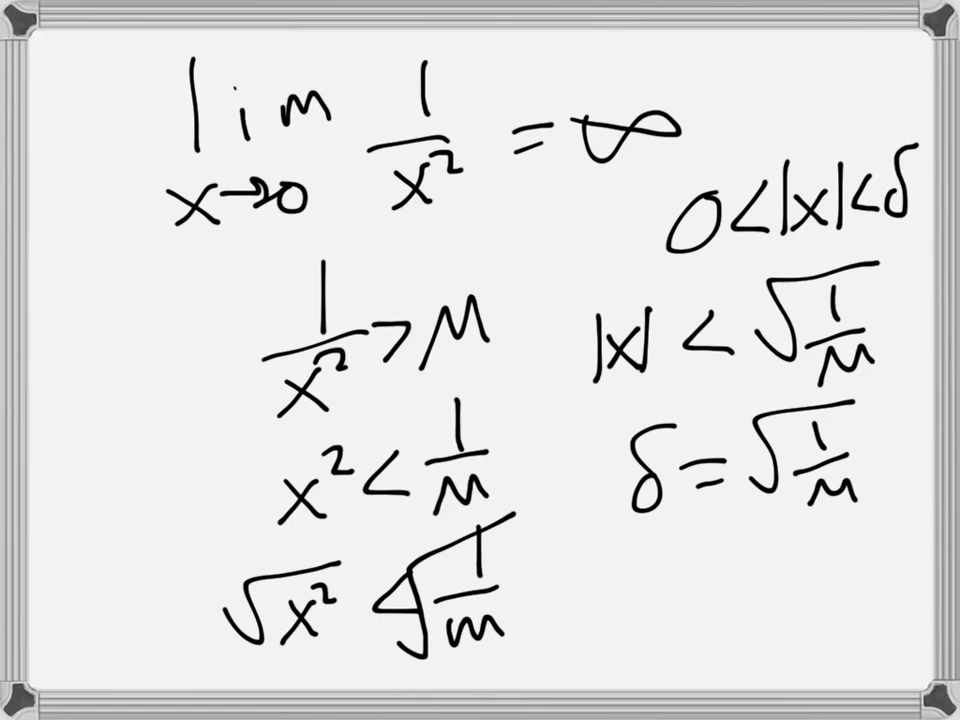 lim x→0 1/x² = ∞
0 < |x| < δ
1/x² > M
|x| < √(1/M)
x² < 1/M
δ = √(1/M)
√x² < √(1/m)